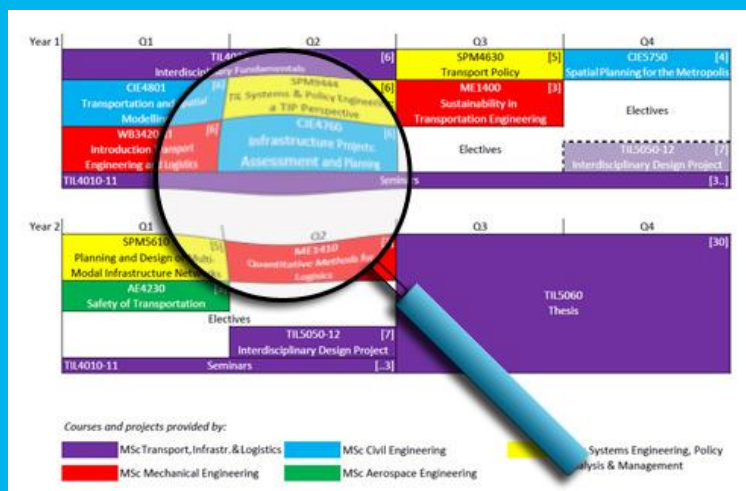 Year 1 Q1 Q2 Q3 Q4
TIL4 [6]
Interdisciplinary Fundamentals
SPM4630 [5]
Transport Policy
CIE5750 [4]
Spatial Planning for the Metropolis
CIE4801 [6]
Transportation and Spatial
Modelling
SPM9444 [6]
TIL Systems & Policy Engineering:
a TIP Perspective
ME1400 [3]
Sustainability in
Transportation Engineering
Electives
WB3420 [6]
Introduction Transport
Engineering and Logistics
CIE4760 [6]
Infrastructure Projects:
Assessment and Planning
Electives
TIL5050-12 [7]
Interdisciplinary Design Project
TIL4010-11 Seminars [3..]
Year 2 Q1 Q2 Q3 Q4
SPM5610 [5]
Planning and Design of Multi-
Modal Infrastructure Networks
ME1410
Quantitative Methods for
Logistics
[30]
TIL5060
Thesis
AE4230
Safety of Transportation
Electives
TIL5050-12 [7]
Interdisciplinary Design Project
TIL4010-11 Seminars [..3]
Courses and projects provided by:
MSc Transport, Infrastr. & Logistics
MSc Civil Engineering
Systems Engineering, Policy
Analysis & Management
MSc Mechanical Engineering
MSc Aerospace Engineering